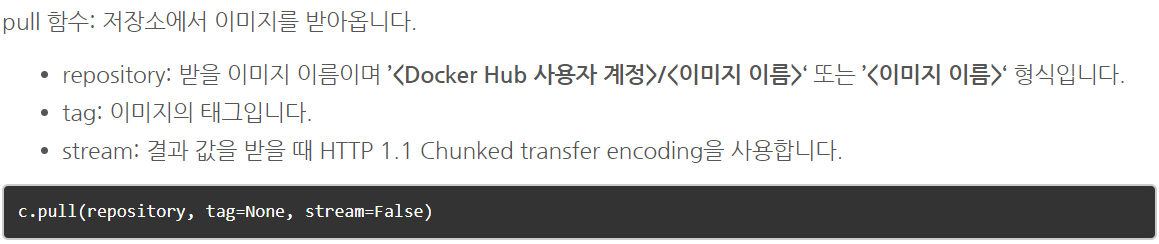 pull 함수: 저장소에서 이미지를 받아옵니다.
• repository: 받을 이미지 이름이며 ’<Docker Hub 사용자 계정>/<이미지 이름>‘ 또는 ’<이미지 이름>‘ 형식입니다.
• tag: 이미지의 태그입니다.
• stream: 결과 값을 받을 때 HTTP 1.1 Chunked transfer encoding을 사용합니다.
c.pull(repository, tag=None, stream=False)